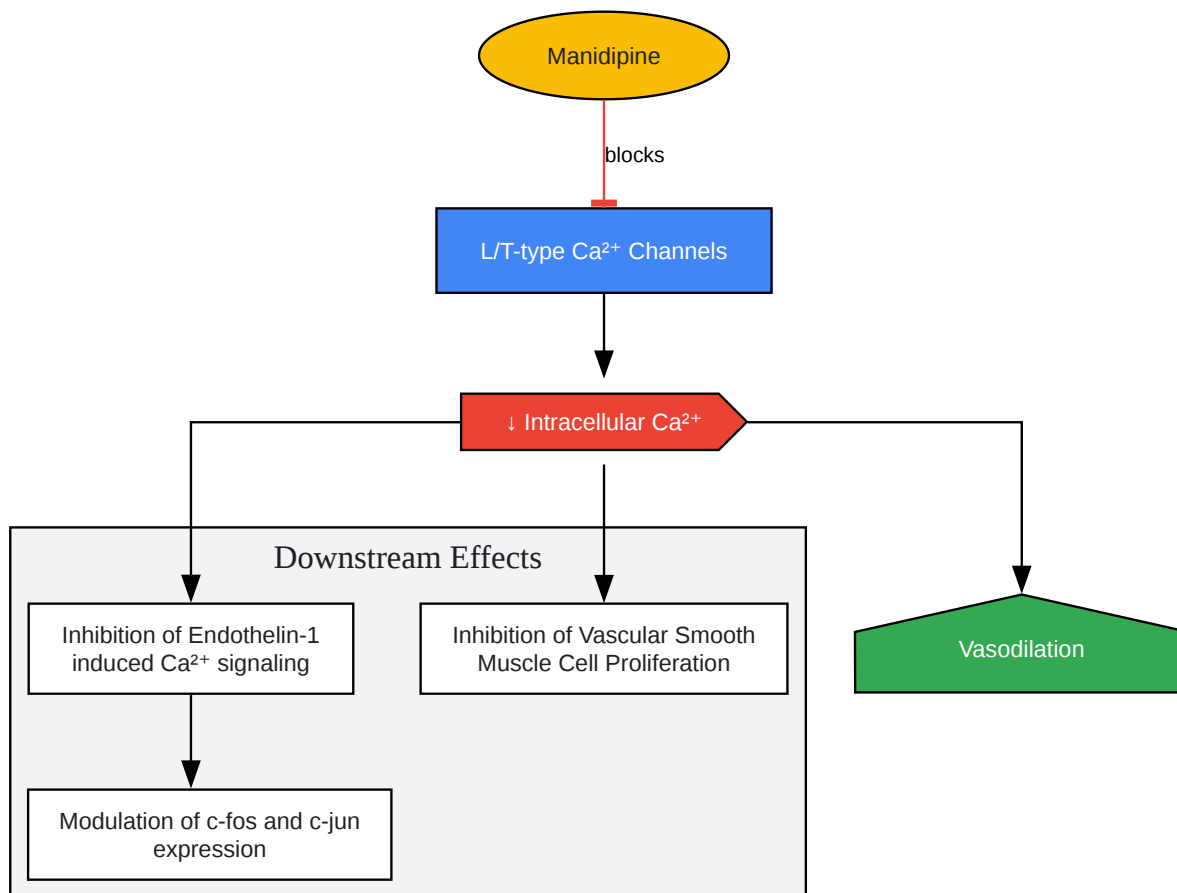 Manidipine
blocks
L/T-type Ca²⁺ Channels
↓ Intracellular Ca²⁺
Downstream Effects
Inhibition of Endothelin-1
induced Ca²⁺ signaling
Inhibition of Vascular Smooth
Muscle Cell Proliferation
Vasodilation
Modulation of c-fos and c-jun
expression